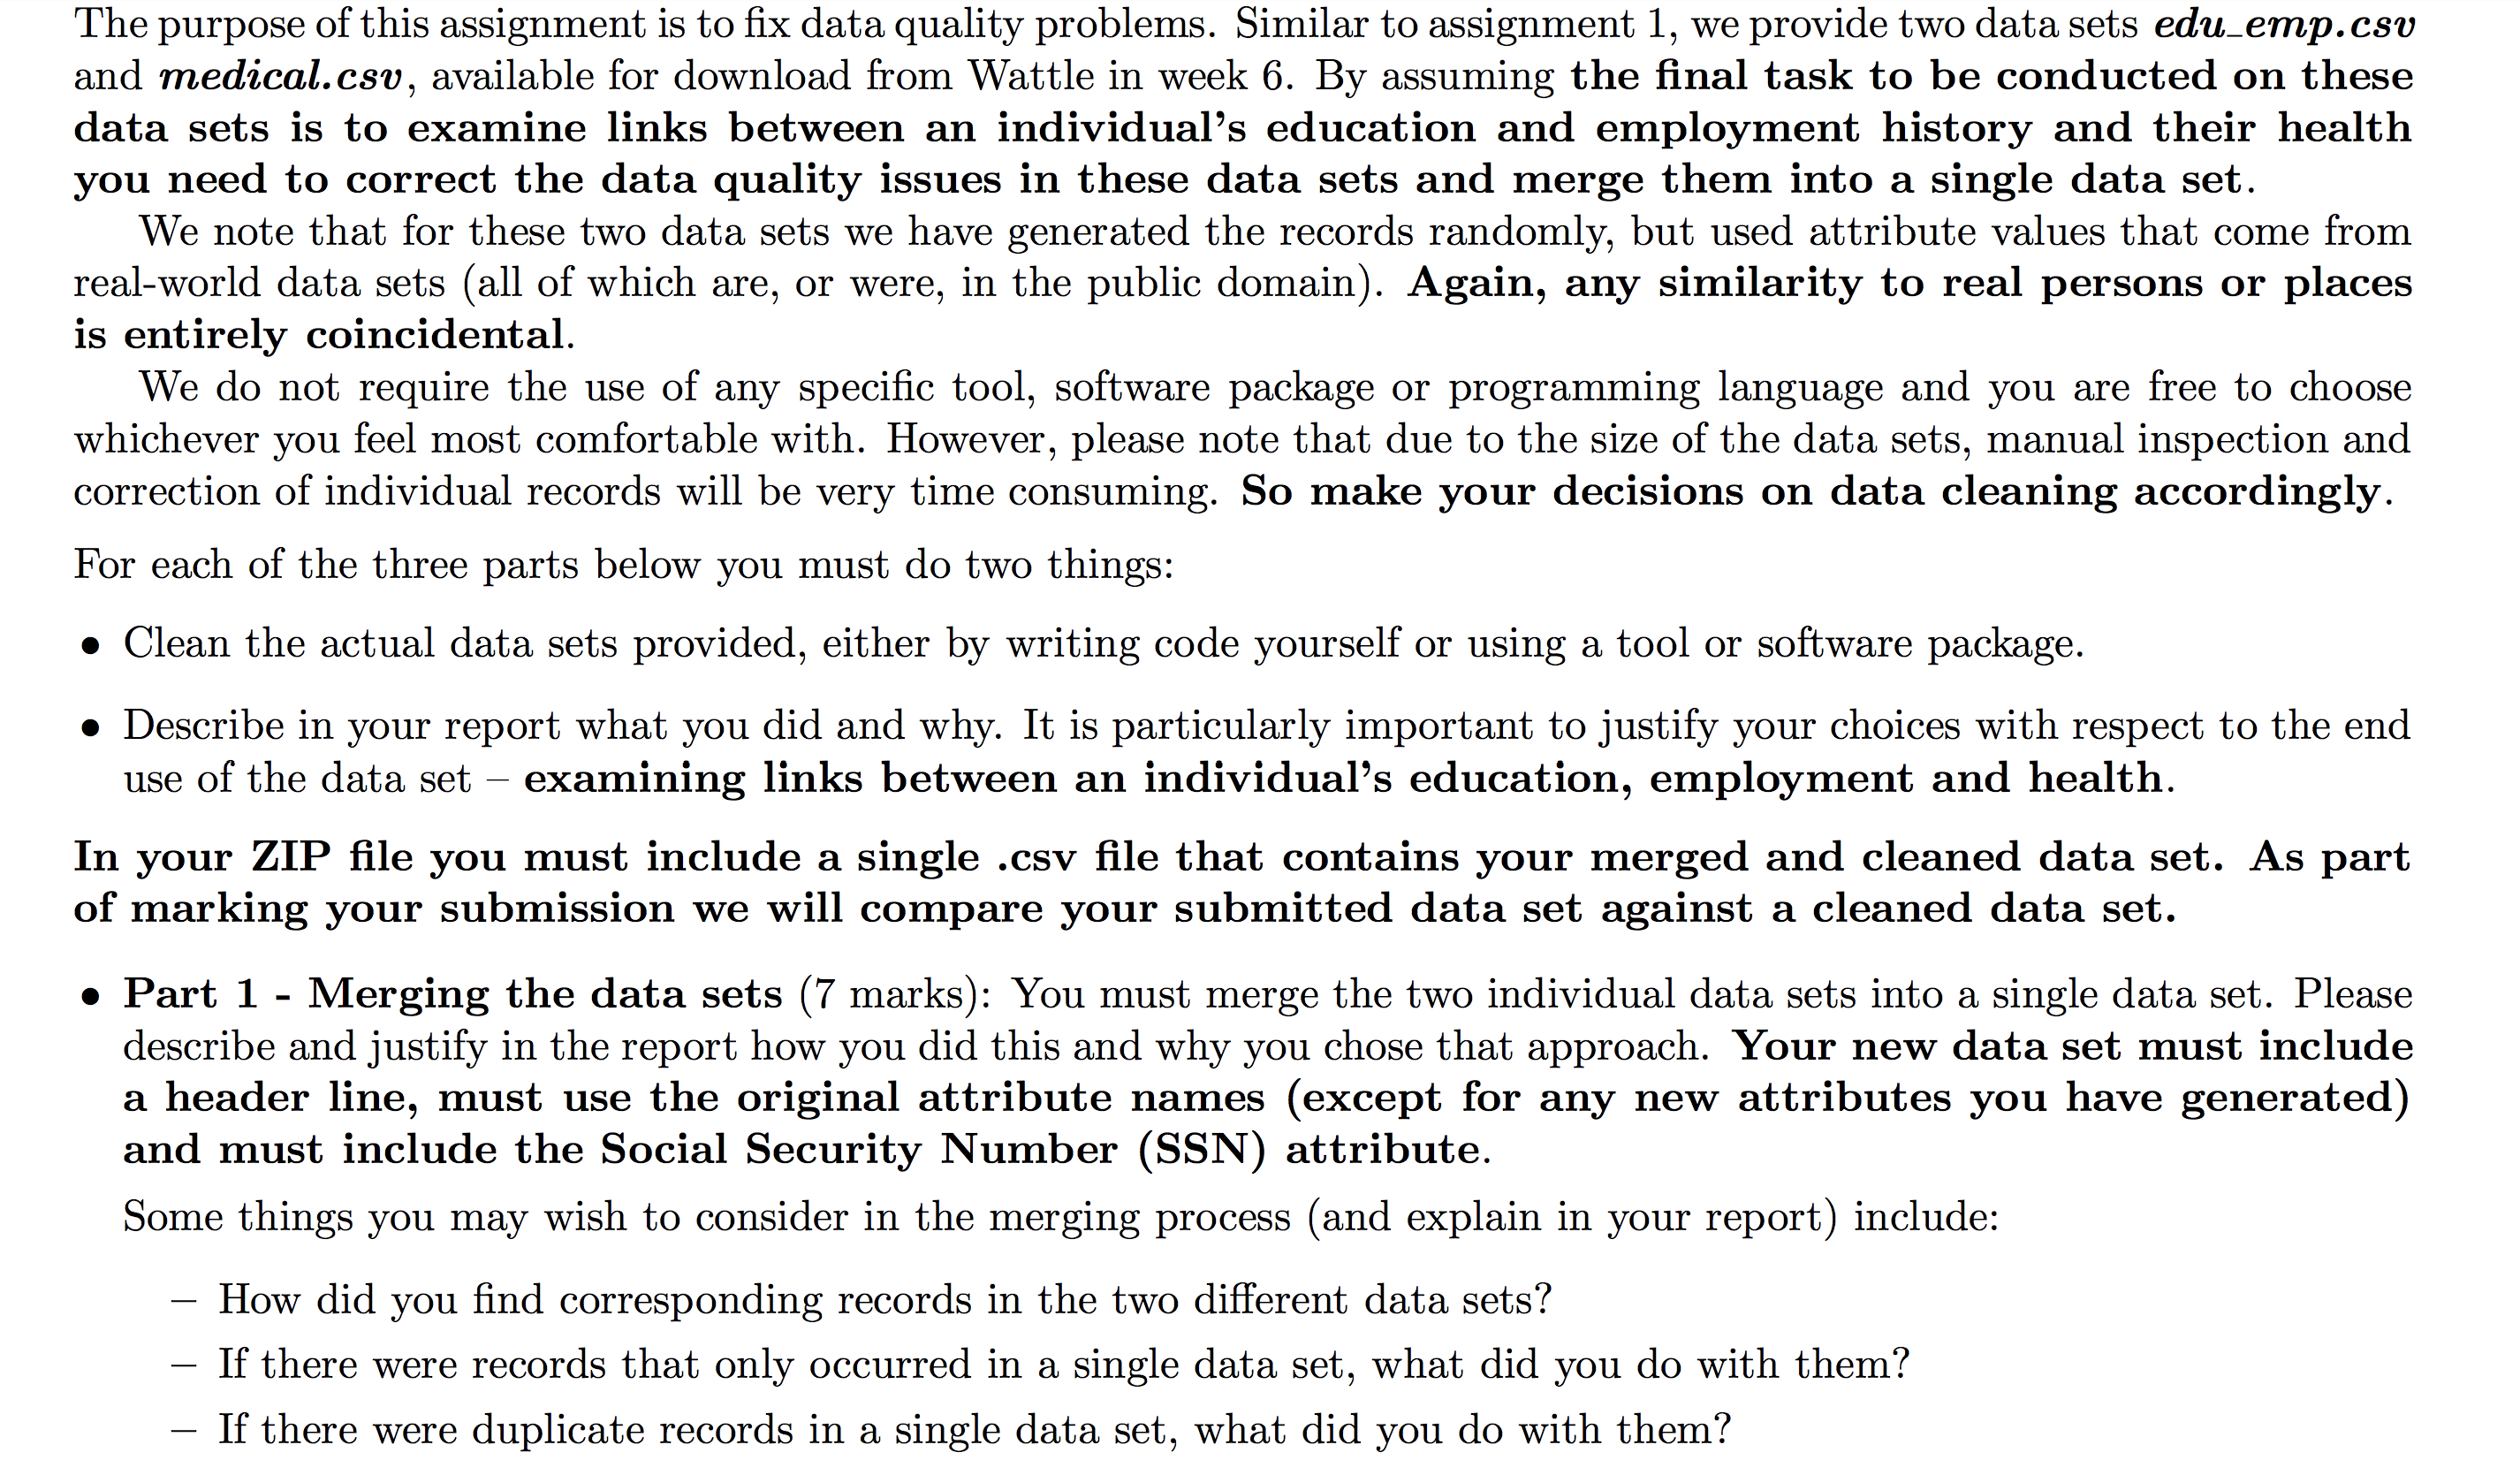 The purpose of this assignment is to fix data quality problems. Similar to assignment 1, we provide two data sets edu_emp.csv
and medical.csv, available for download from Wattle in week 6. By assuming the final task to be conducted on these
data sets is to examine links between an individual's education and employment history and their health
you need to correct the data quality issues in these data sets and merge them into a single data set.
We note that for these two data sets we have generated the records randomly, but used attribute values that come from
real-world data sets (all of which are, or were, in the public domain). Again, any similarity to real persons or places
is entirely coincidental.
We do not require the use of any specific tool, software package or programming language and you are free to choose
whichever you feel most comfortable with. However, please note that due to the size of the data sets, manual inspection and
correction of individual records will be very time consuming. So make your decisions on data cleaning accordingly.
For each of the three parts below you must do two things:
• Clean the actual data sets provided, either by writing code yourself or using a tool or software package.
• Describe in your report what you did and why. It is particularly important to justify your choices with respect to the end
use of the data set – examining links between an individual's education, employment and health.
In your ZIP file you must include a single .csv file that contains your merged and cleaned data set. As part
of marking your submission we will compare your submitted data set against a cleaned data set.
• Part 1 - Merging the data sets (7 marks): You must merge the two individual data sets into a single data set. Please
describe and justify in the report how you did this and why you chose that approach. Your new data set must include
a header line, must use the original attribute names (except for any new attributes you have generated)
and must include the Social Security Number (SSN) attribute.
Some things you may wish to consider in the merging process (and explain in your report) include:
– How did you find corresponding records in the two different data sets?
– If there were records that only occurred in a single data set, what did you do with them?
– If there were duplicate records in a single data set, what did you do with them?